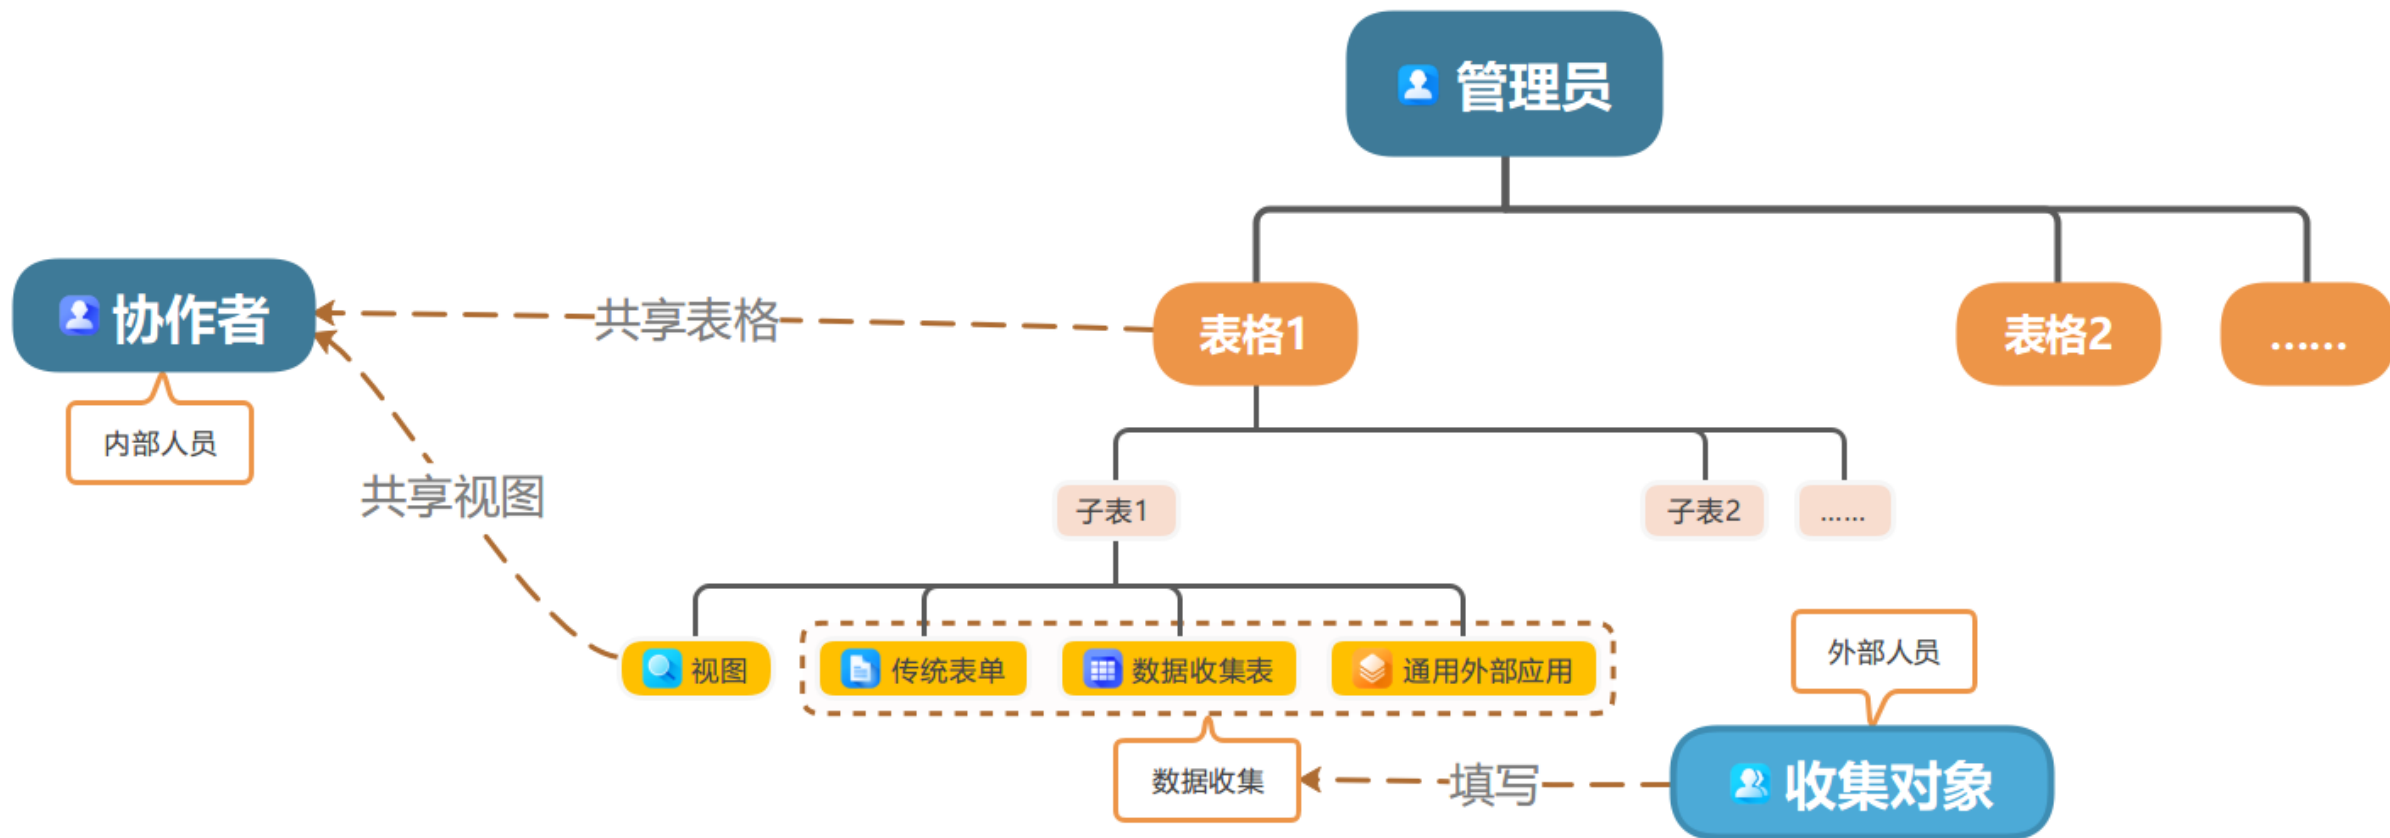 管理员
协作者
共享表格
表格1
表格2
……
内部人员
共享视图
子表1
子表2
……
视图
传统表单
数据收集表
通用外部应用
外部人员
数据收集
填写
收集对象